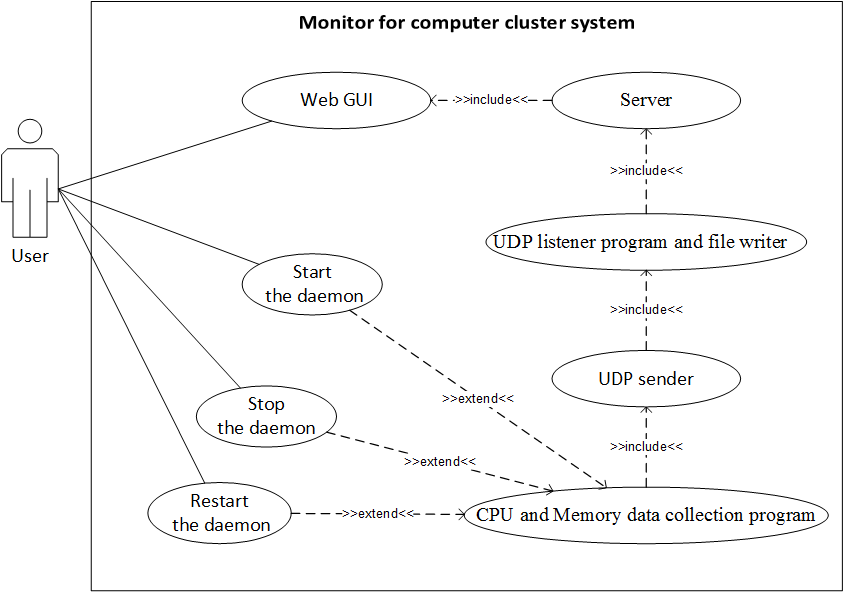 Monitor for computer cluster system
Web GUI
>>include<<
Server
>>include<<
User
UDP listener program and file writer
Start
the daemon
>>include<<
UDP sender
>>extend<<
Stop
the daemon
>>include<<
>>extend<<
Restart
the daemon
>>extend<<
CPU and Memory data collection program